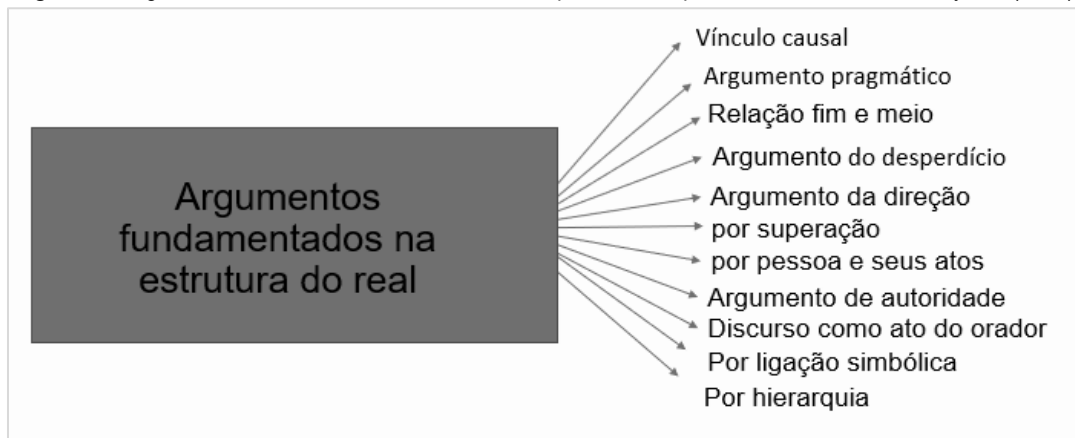 Argumentos
fundamentados na
estrutura do real
Vínculo causal
Argumento pragmático
Relação fim e meio
Argumento do desperdício
Argumento da direção
por superação
por pessoa e seus atos
Argumento de autoridade
Discurso como ato do orador
Por ligação simbólica
Por hierarquia